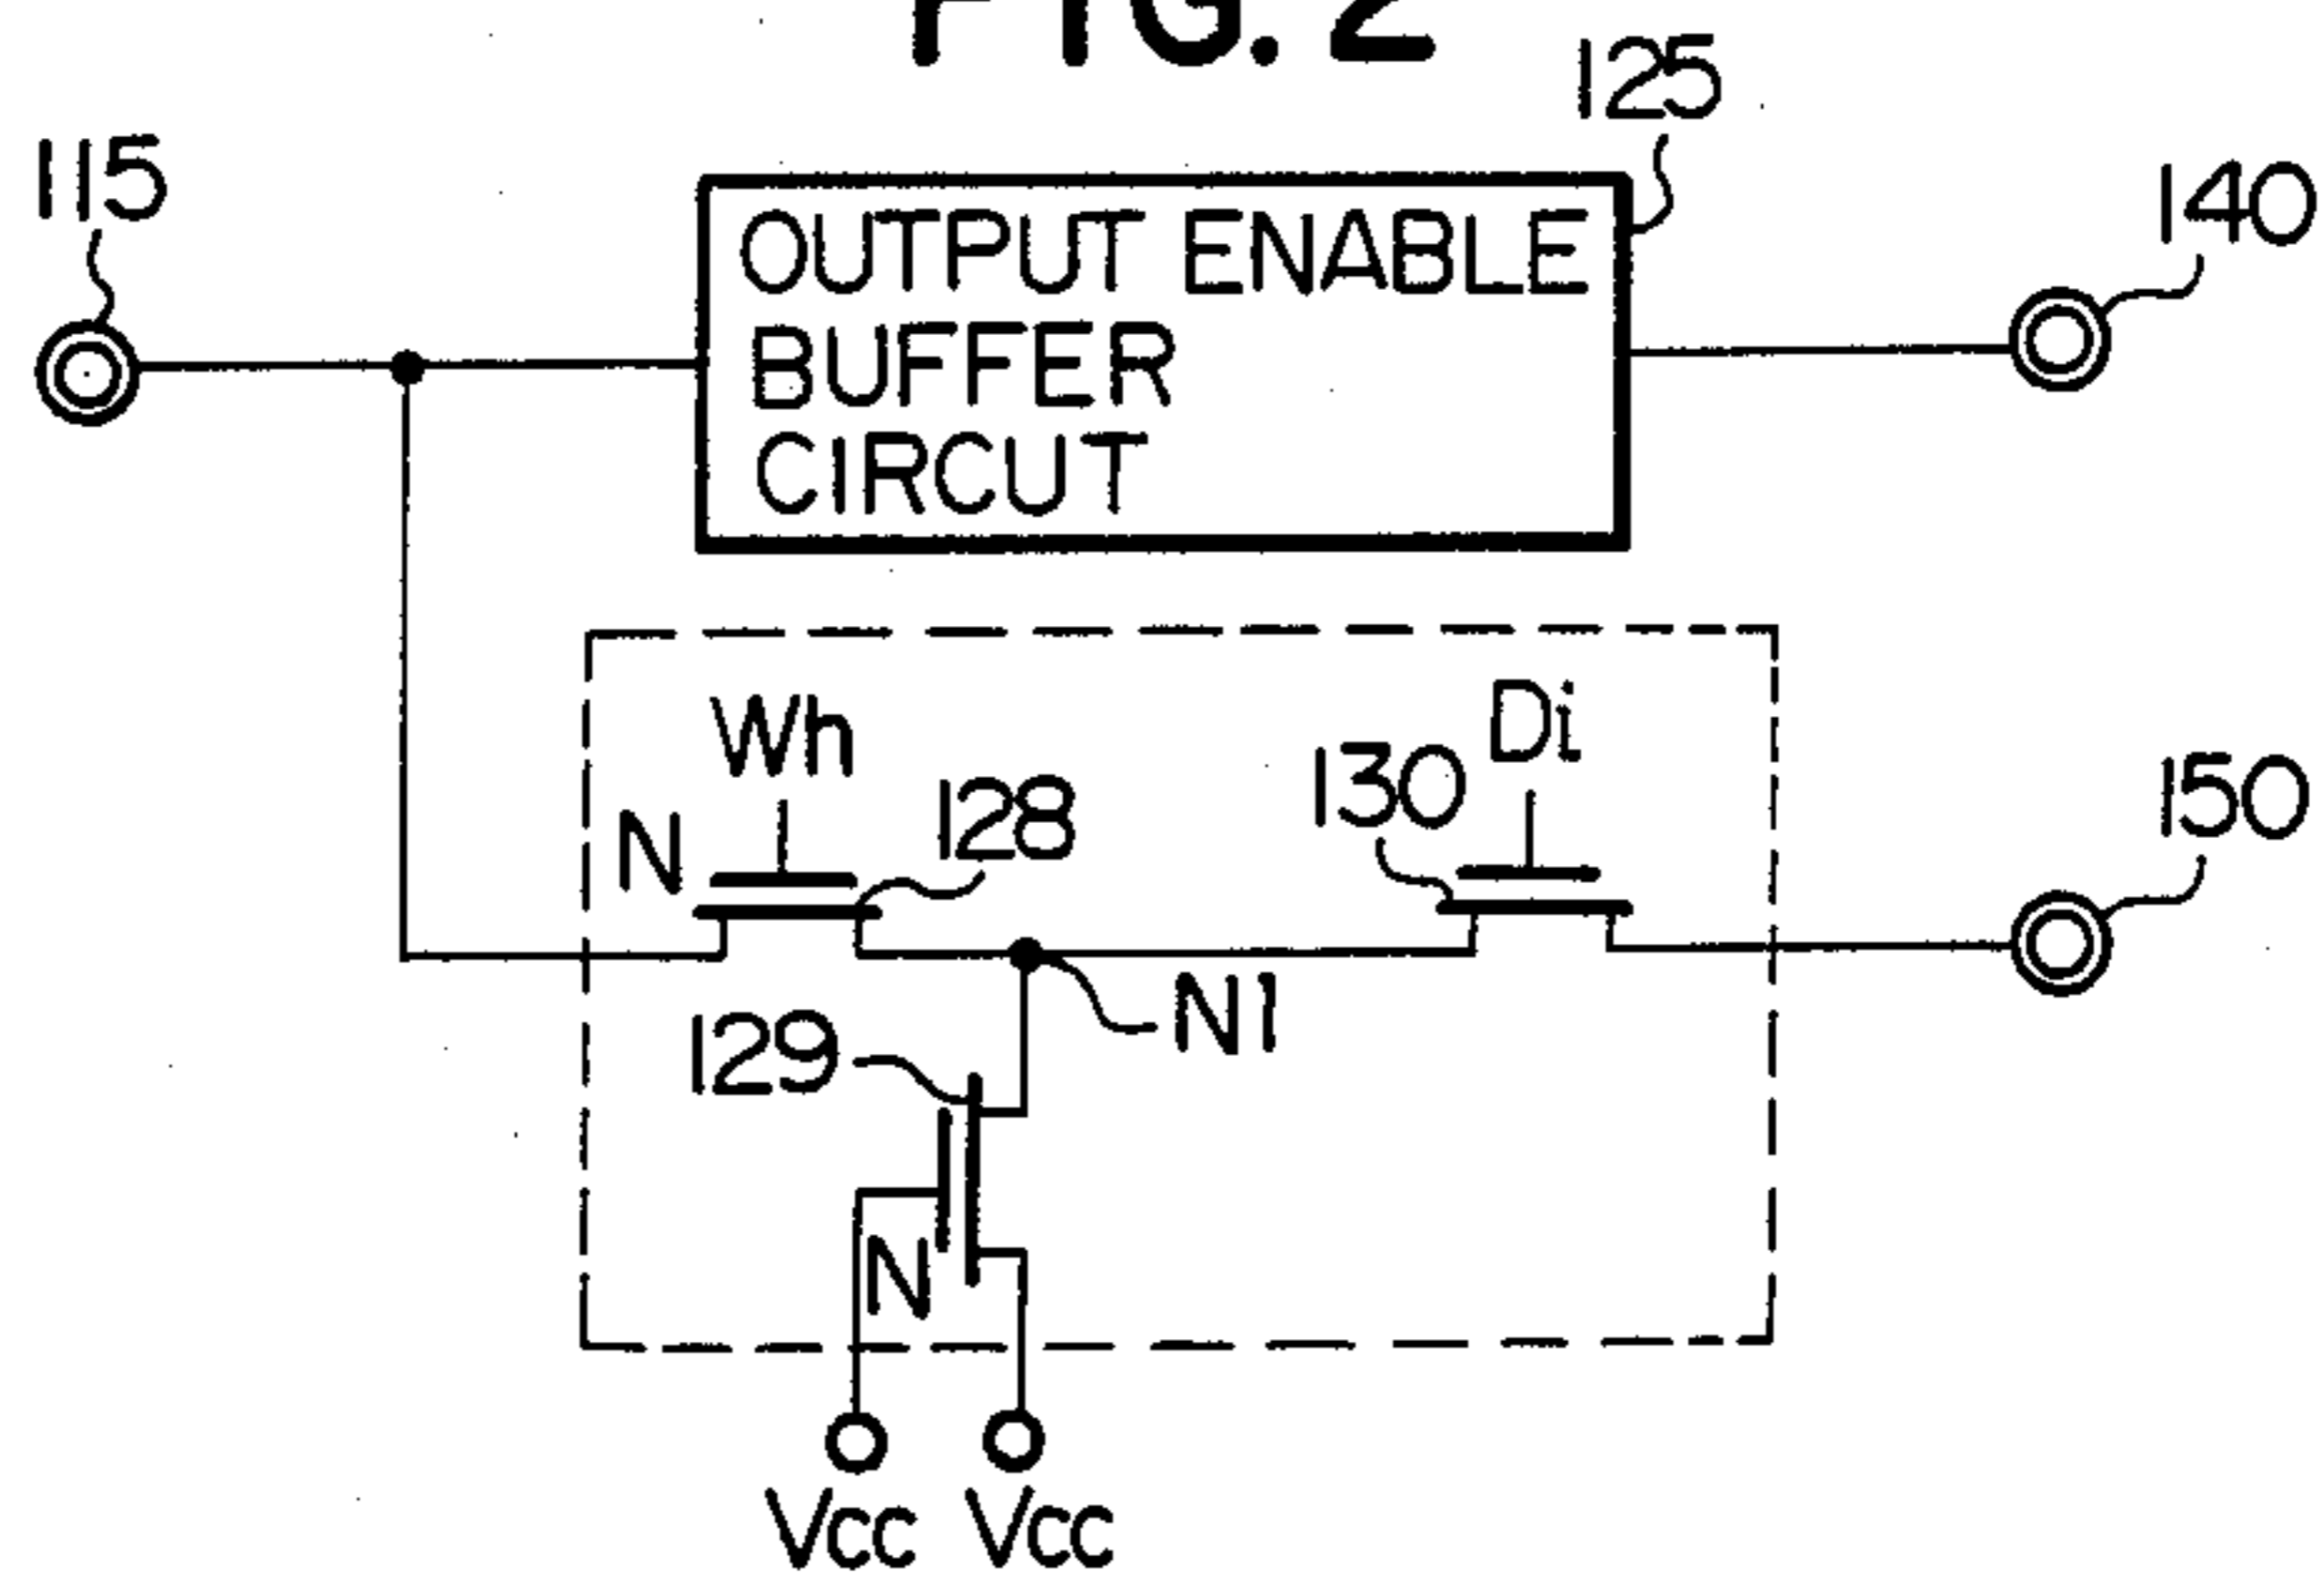 FIG. 2
125
115
140
OUTPUT ENABLE
BUFFER
CIRCUT
Wh
Di
130
150
N
128
N1
129
N
Vcc
Vcc